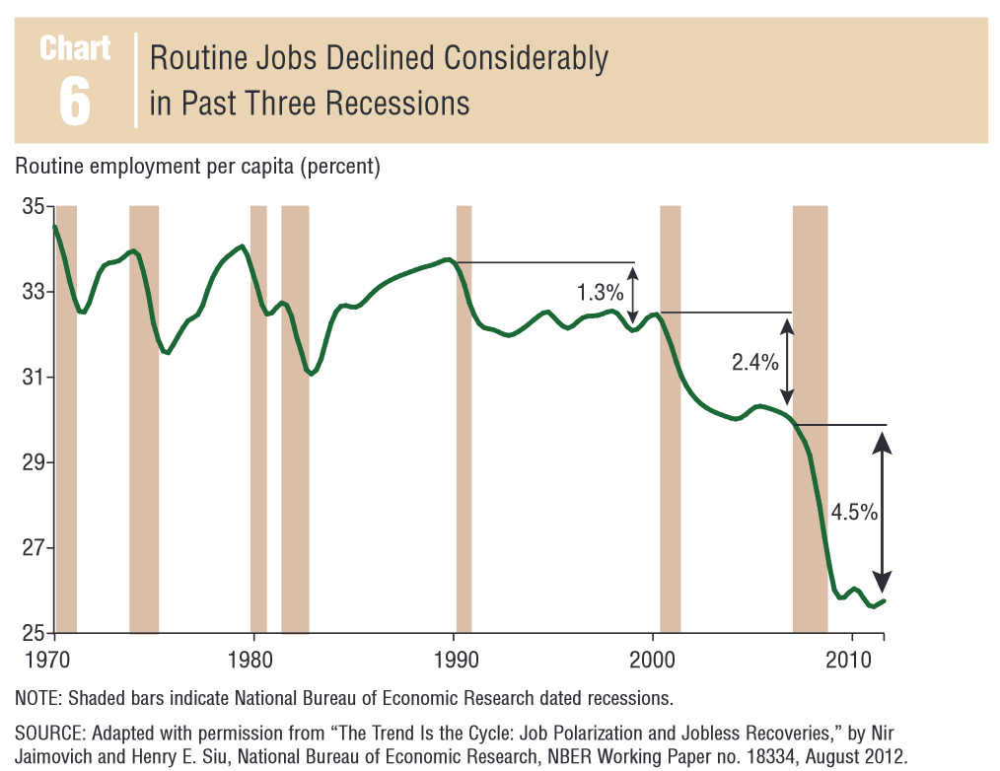 Chart
6
Routine Jobs Declined Considerably
in Past Three Recessions
Routine employment per capita (percent)
35
33
31
29
27
25
1.3%
2.4%
4.5%
1970 1980 1990 2000 2010
NOTE: Shaded bars indicate National Bureau of Economic Research dated recessions.
SOURCE: Adapted with permission from “The Trend Is the Cycle: Job Polarization and Jobless Recoveries,” by Nir
Jaimovich and Henry E. Siu, National Bureau of Economic Research, NBER Working Paper no. 18334, August 2012.